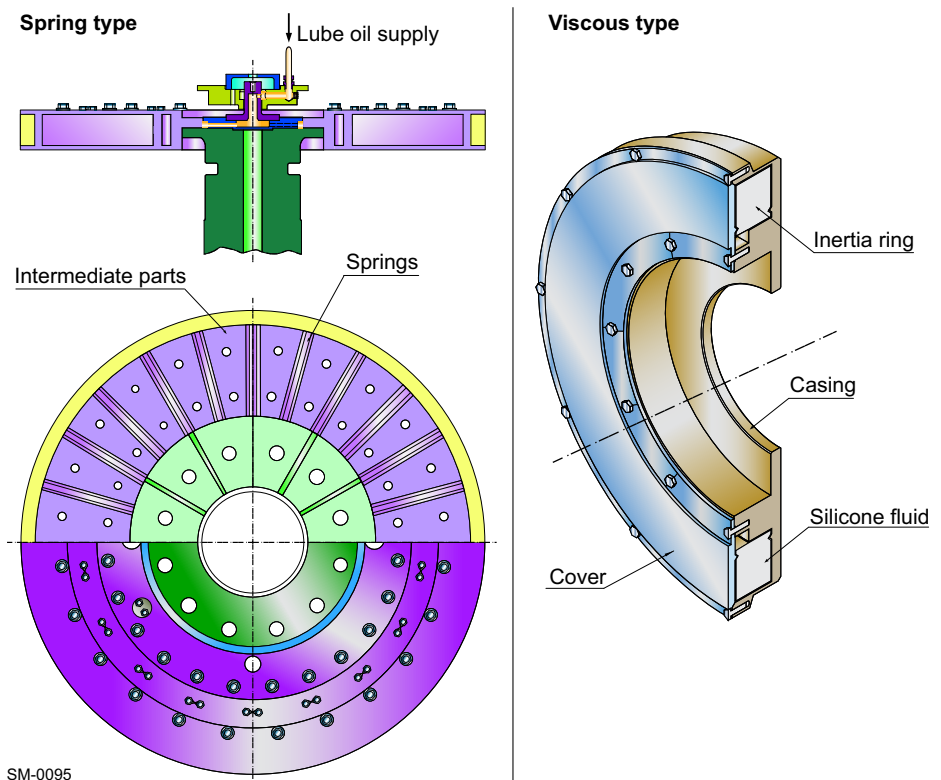 Spring type
Lube oil supply
Intermediate parts
Springs
SM-0095
Viscous type
Inertia ring
Casing
Silicone fluid
Cover